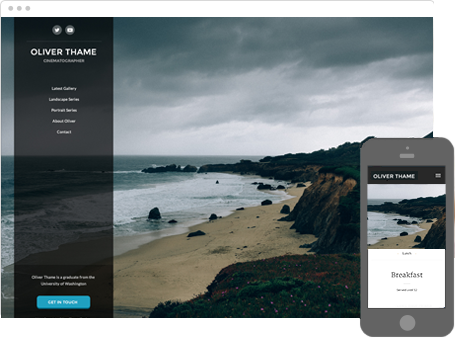 OLIVER THAME
CINEMATOGRAPHER
Latest Gallery
Landscape Series
Portrait Series
About Oliver
Contact
Oliver Thame is a graduate from the
University of Washington
GET IN TOUCH
OLIVER THAME
Breakfast